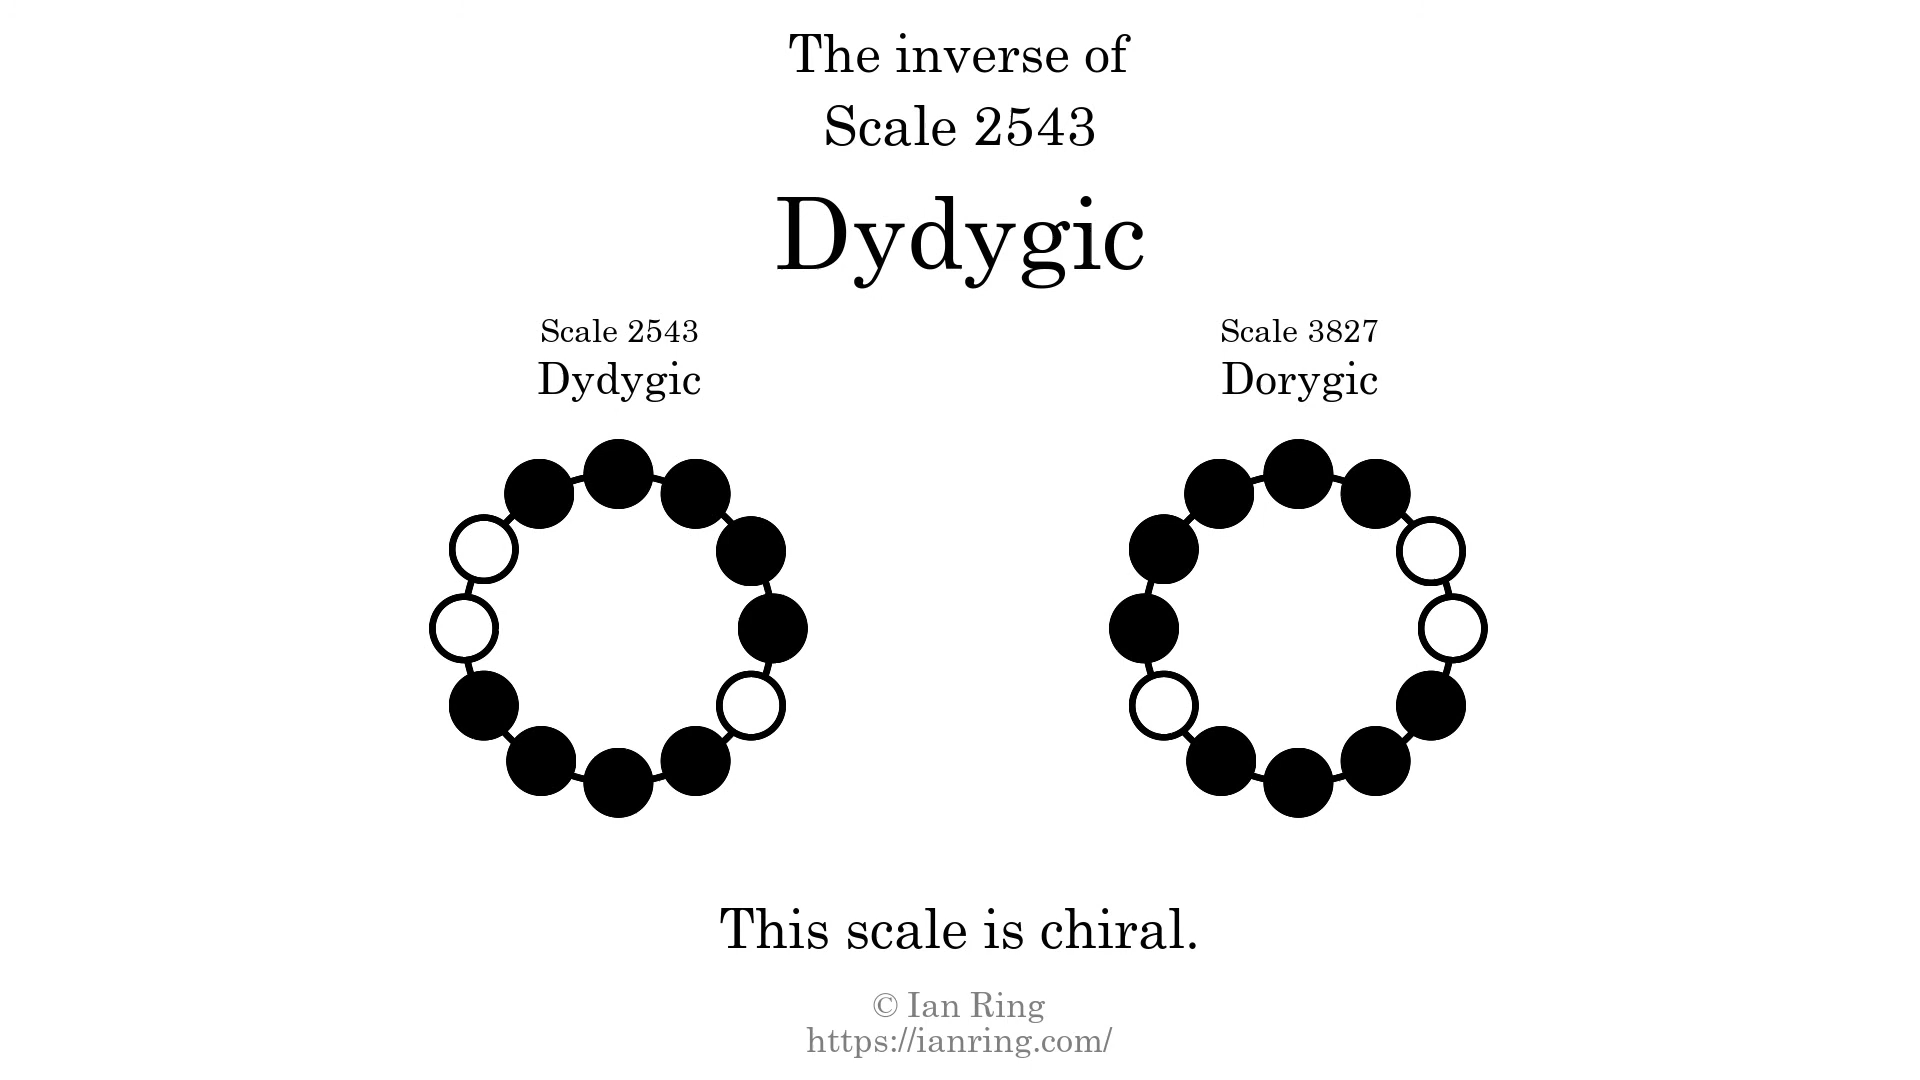 The inverse of
Scale 2543
Dydygic
Scale 2543
Dydygic
Scale 3827
Dorygic
This scale is chiral.
© Ian Ring
https://ianring.com/